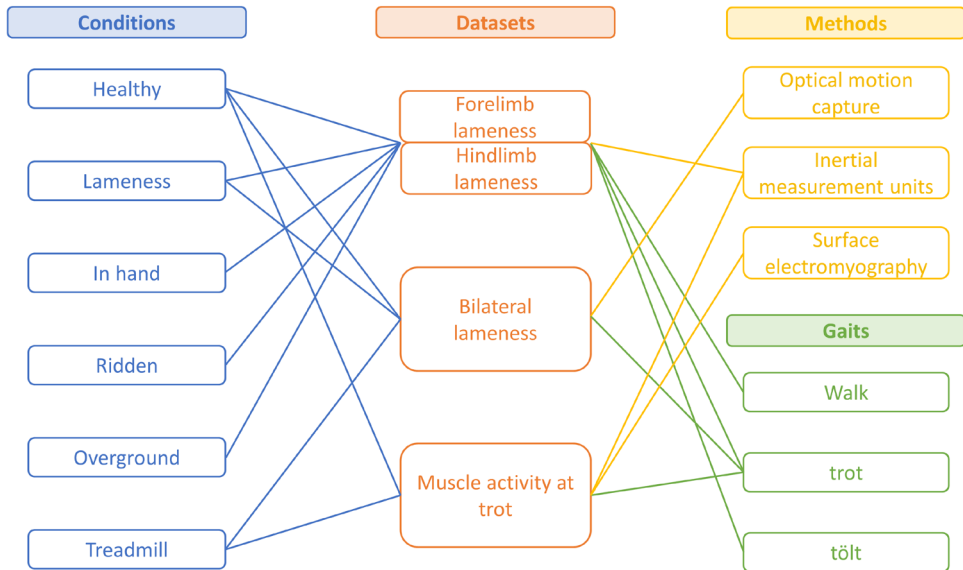 Conditions
Healthy
Lameness
In hand
Ridden
Overground
Treadmill
Datasets
Forelimb
lameness
Hindlimb
lameness
Bilateral
lameness
Muscle activity at
trot
Methods
Optical motion
capture
Inertial
measurement units
Surface
electromyography
Gaits
Walk
trot
tölt